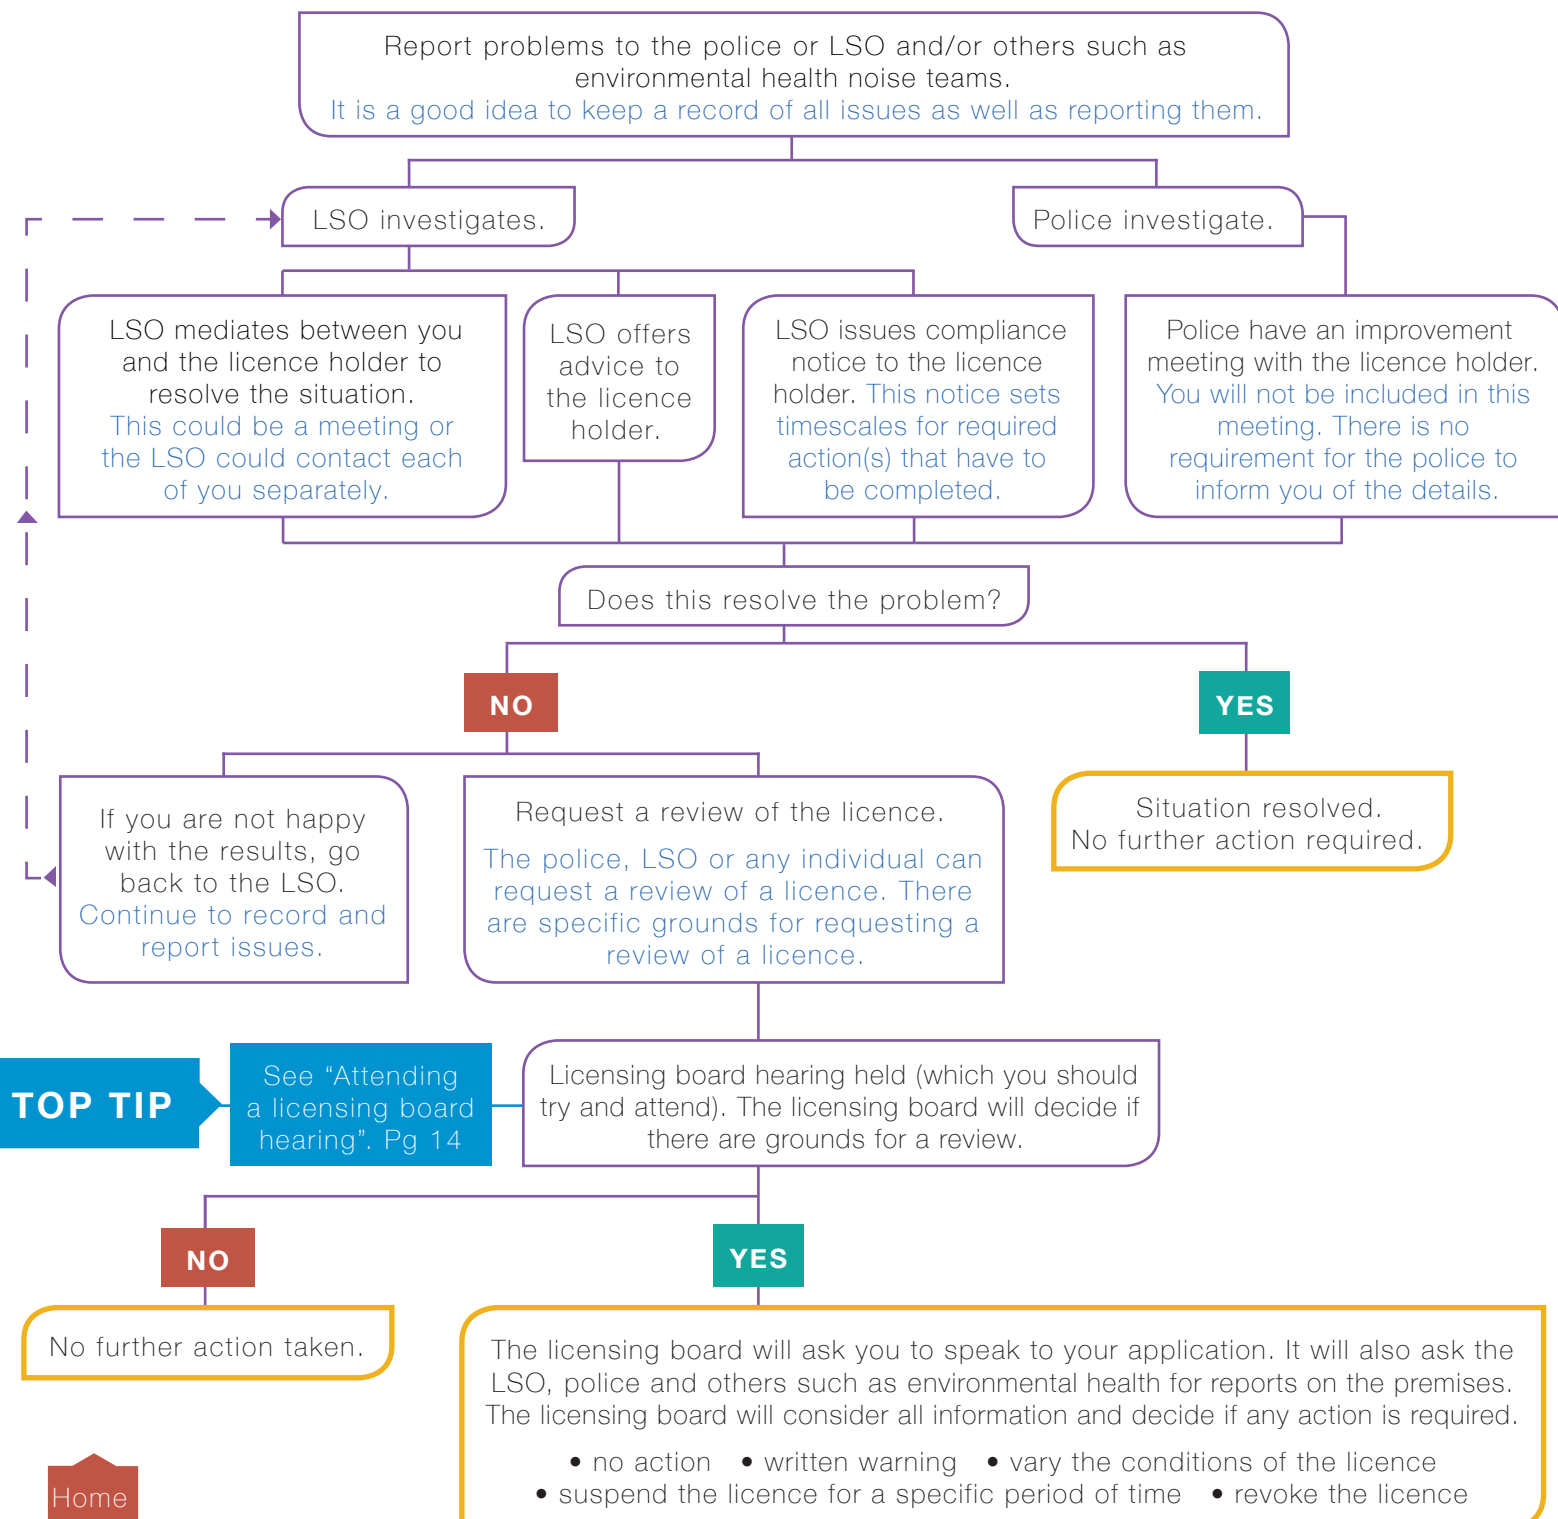 Report problems to the police or LSO and/or others such as
environmental health noise teams.
It is a good idea to keep a record of all issues as well as reporting them.
LSO investigates.
Police investigate.
LSO mediates between you
and the licence holder to
resolve the situation.
This could be a meeting or
the LSO could contact each
of you separately.
LSO offers
advice to
the licence
holder.
LSO issues compliance
notice to the licence
holder. This notice sets
timescales for required
action(s) that have to
be completed.
Police have an improvement
meeting with the licence holder.
You will not be included in this
meeting. There is no
requirement for the police to
inform you of the details.
Does this resolve the problem?
NO
YES
If you are not happy
with the results, go
back to the LSO.
Continue to record and
report issues.
Request a review of the licence.
The police, LSO or any individual can
request a review of a licence. There
are specific grounds for requesting a
review of a licence.
Situation resolved.
No further action required.
TOP TIP
See “Attending
a licensing board
hearing”. Pg 14
Licensing board hearing held (which you should
try and attend). The licensing board will decide if
there are grounds for a review.
NO
YES
No further action taken.
The licensing board will ask you to speak to your application. It will also ask the
LSO, police and others such as environmental health for reports on the premises.
The licensing board will consider all information and decide if any action is required.
• no action • written warning • vary the conditions of the licence
• suspend the licence for a specific period of time • revoke the licence
Home